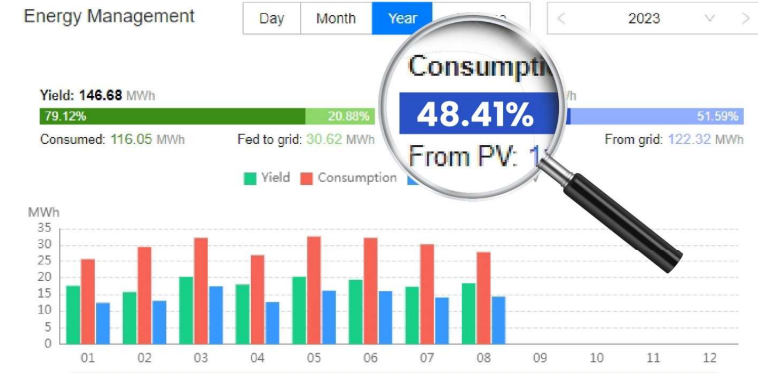 Energy Management
Day Month Year
2023
Yield: 146.68 MWh
79.12% 20.88%
Consumed: 116.05 MWh Fed to grid: 30.62 MWh
48.41%
From PV:
51.59%
From grid: 122.32 MWh
Yield Consumption
MWh
35
30
25
20
15
10
5
0
01 02 03 04 05 06 07 08 09 10 11 12